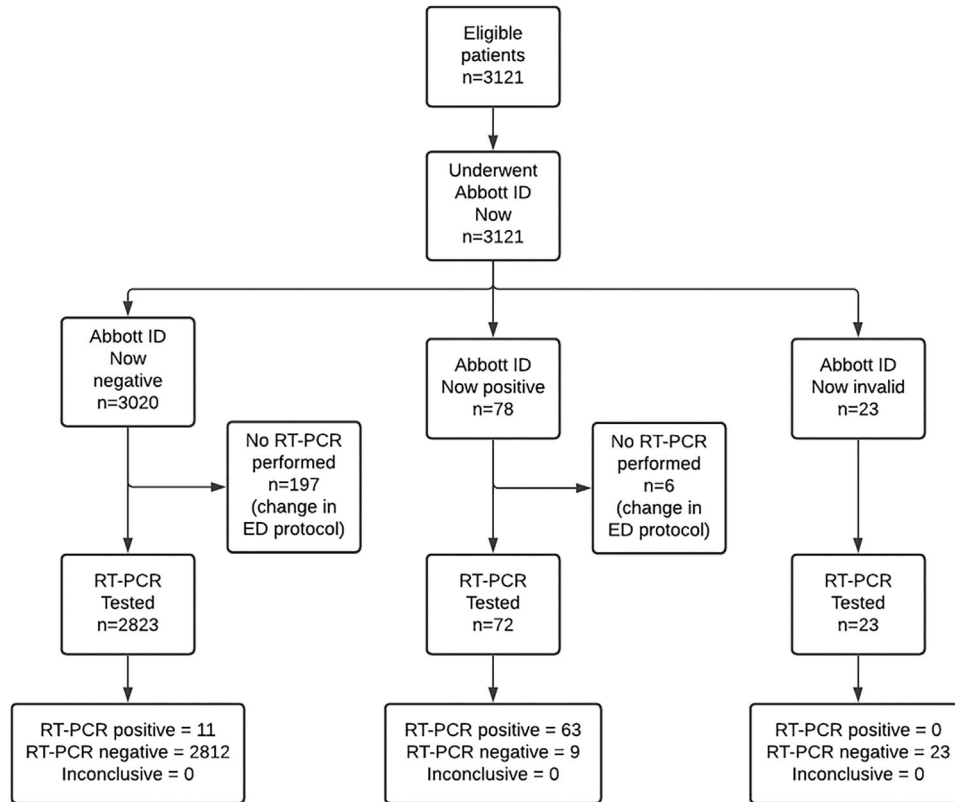 Eligible
patients
n=3121
Underwent
Abbott ID
Now
n=3121
Abbott ID
Now
negative
n=3020
Abbott ID
Now positive
n=78
Abbott ID
Now invalid
n=23
No RT-PCR
performed
n=197
(change in
ED protocol)
No RT-PCR
performed
n=6
(change in
ED protocol)
RT-PCR
Tested
n=2823
RT-PCR
Tested
n=72
RT-PCR
Tested
n=23
RT-PCR positive = 11
RT-PCR negative = 2812
Inconclusive = 0
RT-PCR positive = 63
RT-PCR negative = 9
Inconclusive = 0
RT-PCR positive = 0
RT-PCR negative = 23
Inconclusive = 0